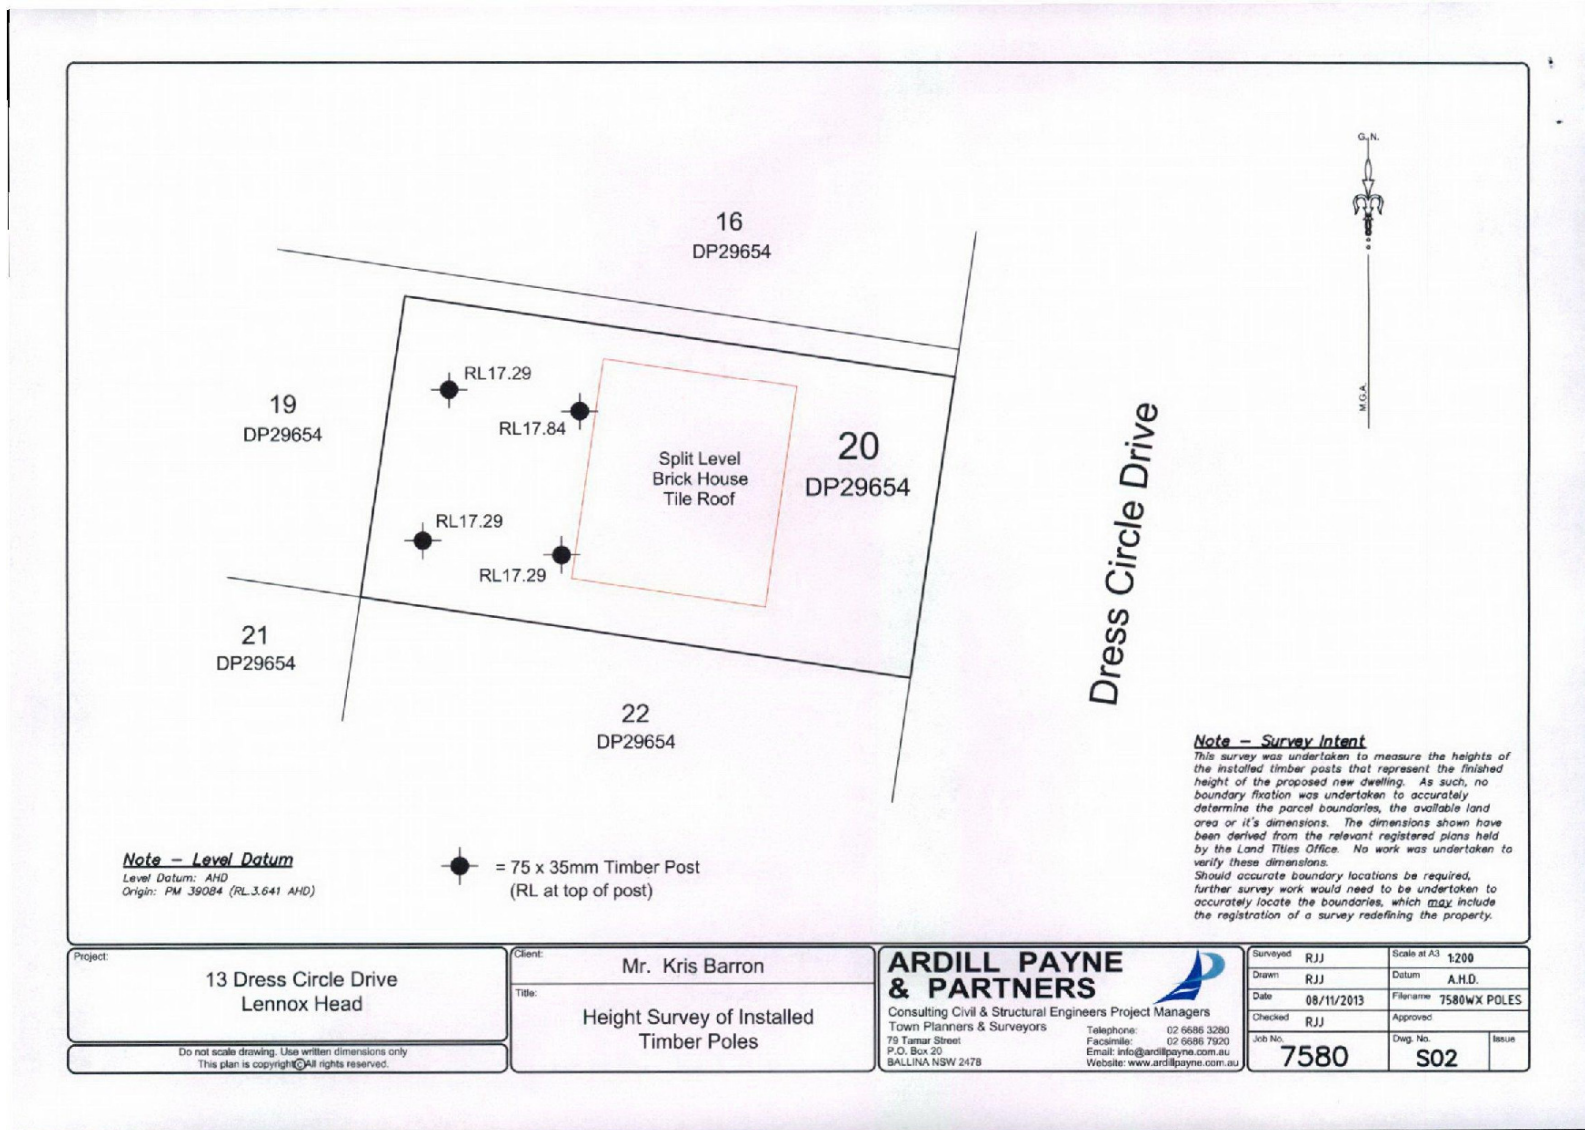 G. N.
M.G.A.
16
DP29654
RL17.29
RL17.84
19
DP29654
Split Level
Brick House
Tile Roof
20
DP29654
RL17.29
RL17.29
Dress Circle Drive
21
DP29654
22
DP29654
Note – Survey Intent
This survey was undertaken to measure the heights of
the installed timber posts that represent the finished
height of the proposed new dwelling. As such, no
boundary fixation was undertaken to accurately
determine the parcel boundaries, the available land
area or it's dimensions. The dimensions shown have
been derived from the relevant registered plans held
by the Land Titles Office. No work was undertaken to
verify these dimensions.
Should accurate boundary locations be required,
further survey work would need to be undertaken to
accurately locate the boundaries, which may include
the registration of a survey redefining the property.
Note – Level Datum
Level Datum: AHD
Origin: PM 39084 (RL.3.641 AHD)
= 75 x 35mm Timber Post
(RL at top of post)
Project:
13 Dress Circle Drive
Lennox Head
Do not scale drawing. Use written dimensions only
This plan is copyright © All rights reserved.
Client:
Mr. Kris Barron
Title:
Height Survey of Installed
Timber Poles
ARDILL PAYNE
& PARTNERS
Consulting Civil & Structural Engineers Project Managers
Town Planners & Surveyors
79 Tamar Street
P.O. Box 20
BALLINA NSW 2478
Telephone: 02 6686 3280
Facsimile: 02 6686 7920
Email: info@ardillpayne.com.au
Website: www.ardillpayne.com.au
Surveyed RJJ
Scale at A3 1:200
Drawn RJJ
Datum A.H.D.
Date 08/11/2013
Filename 7580WX POLES
Checked RJJ
Approved
Job No. 7580
Dwg. No. S02
Issue